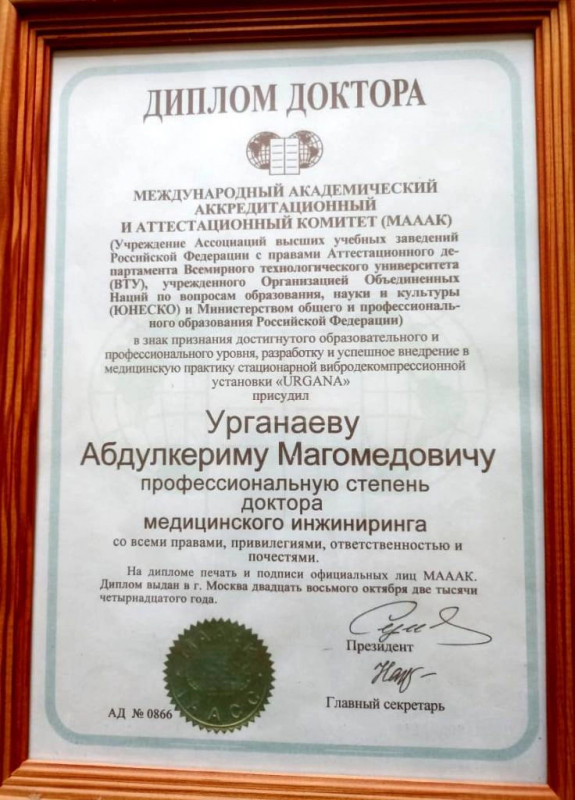 ДИПЛОМ ДОКТОРА
МЕЖДУНАРОДНЫЙ АКАДЕМИЧЕСКИЙ
АККРЕДИТАЦИОННЫЙ
И АТТЕСТАЦИОННЫЙ КОМИТЕТ (МАААК)
(Учреждение Ассоциаций высших учебных заведений
Российской Федерации с правами Аттестационного де-
партамента Всемирного технологического университета
(ВТУ), учрежденного Организацией Объединенных
Наций по вопросам образования, науки и культуры
(ЮНЕСКО) и Министерством общего и профессиональ-
ного образования Российской Федерации)
в знак признания достигнутого образовательного и
профессионального уровня, разработку и успешное внедрение в
медицинскую практику стационарной вибродекомпрессионной
установки «URGANA»
присудил
Урганаеву
Абдулкериму Магомедовичу
профессиональную степень
доктора
медицинского инжиниринга
со всеми правами, привилегиями, ответственностью и
почестями.
На дипломе печать и подписи официальных лиц МАААК.
Диплом выдан в г. Москва двадцать восьмого октября две тысячи
четырнадцатого года.
Президент
Главный секретарь
АД № 0866